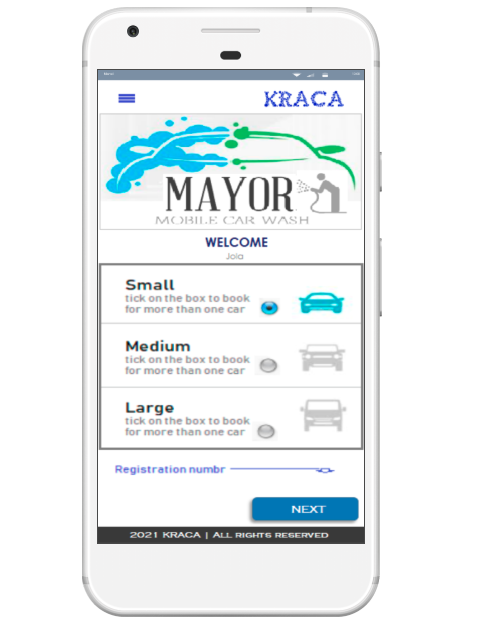 KRACA
MAYOR
MOBILE CAR WASH
WELCOME
Jola
Small
tick on the box to book
for more than one car
Medium
tick on the box to book
for more than one car
Large
tick on the box to book
for more than one car
Registration numbr
NEXT
2021 KRACA | ALL RIGHTS RESERVED